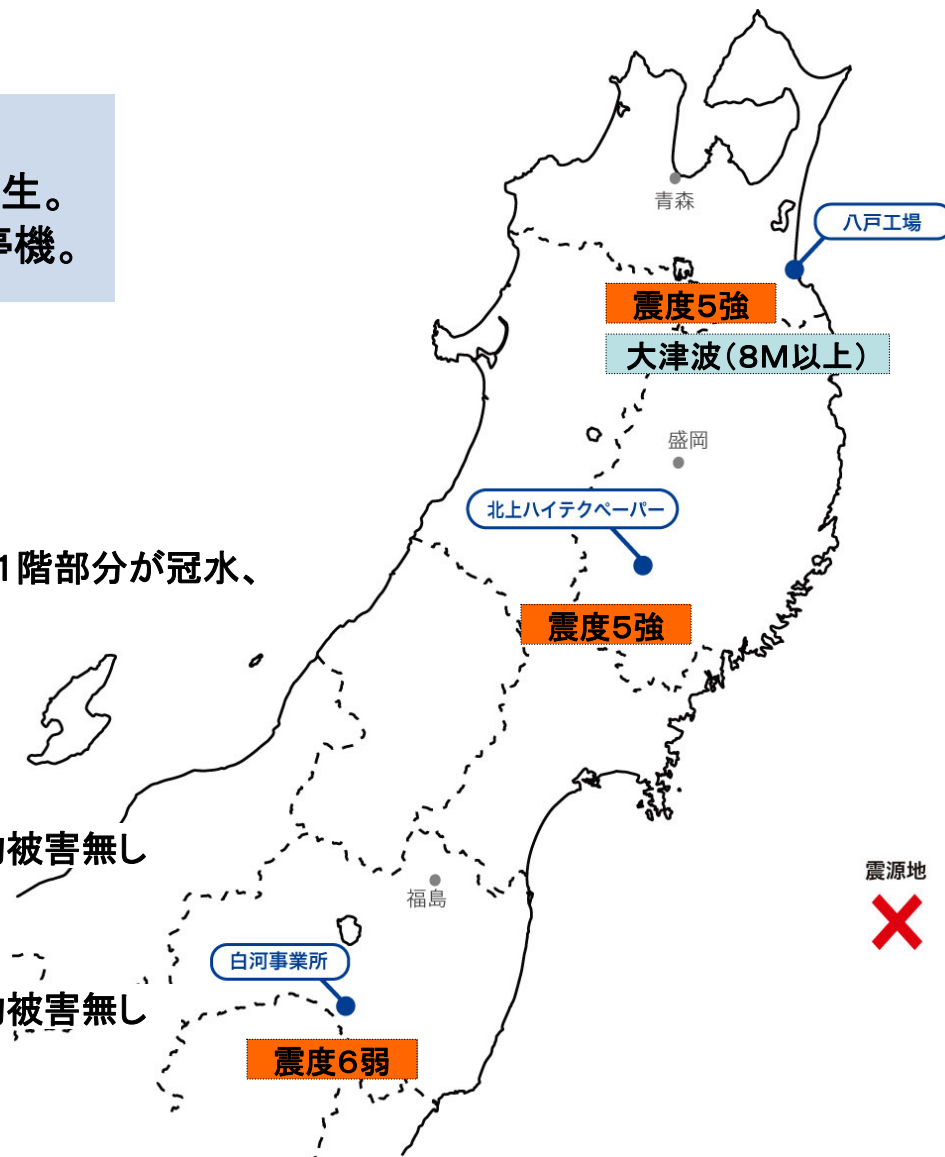 生。
停機。
青森
八戸工場
震度5強
大津波（8M以上）
盛岡
北上ハイテクペーパー
1階部分が冠水、
震度5強
被害無し
福島
震源地
白河事業所
被害無し
震度6弱